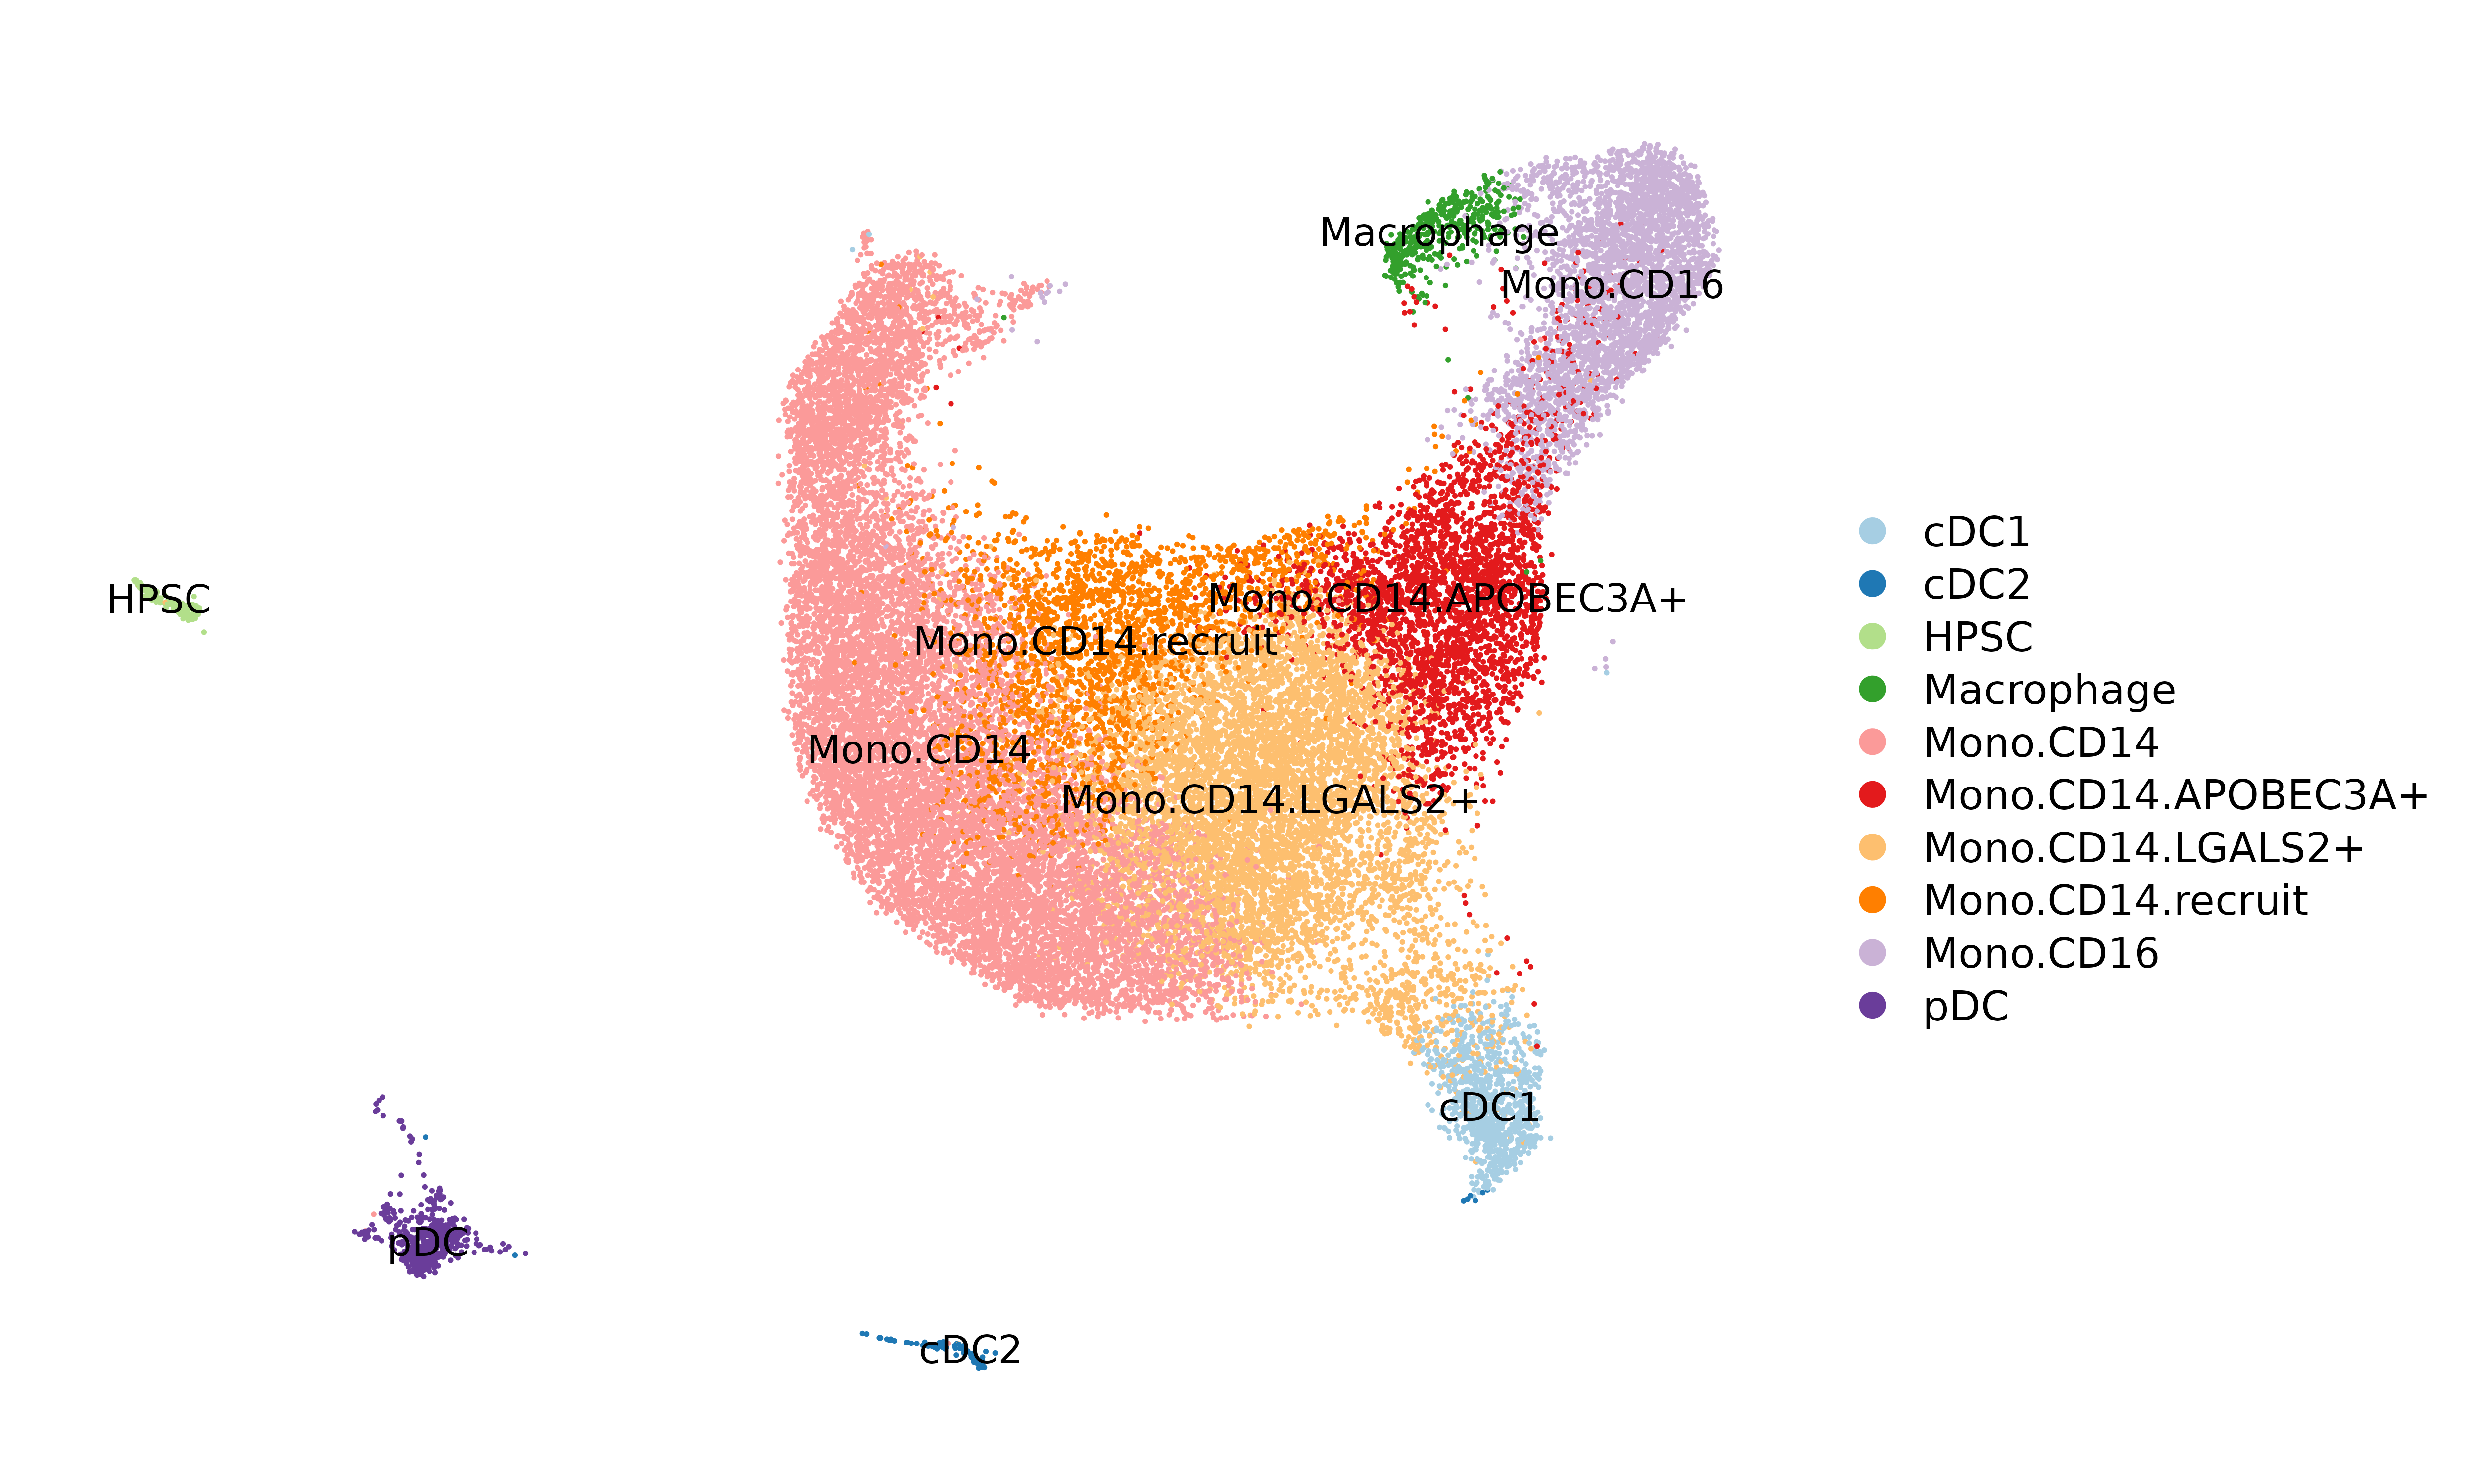 Macrophage
Mono.CD16
HPSC
Mono.CD14.APOBEC3A+
Mono.CD14.recruit
Mono.CD14
Mono.CD14.LGALS2+
cDC1
pDC
cDC2
cDC1
cDC2
HPSC
Macrophage
Mono.CD14
Mono.CD14.APOBEC3A+
Mono.CD14.LGALS2+
Mono.CD14.recruit
Mono.CD16
pDC